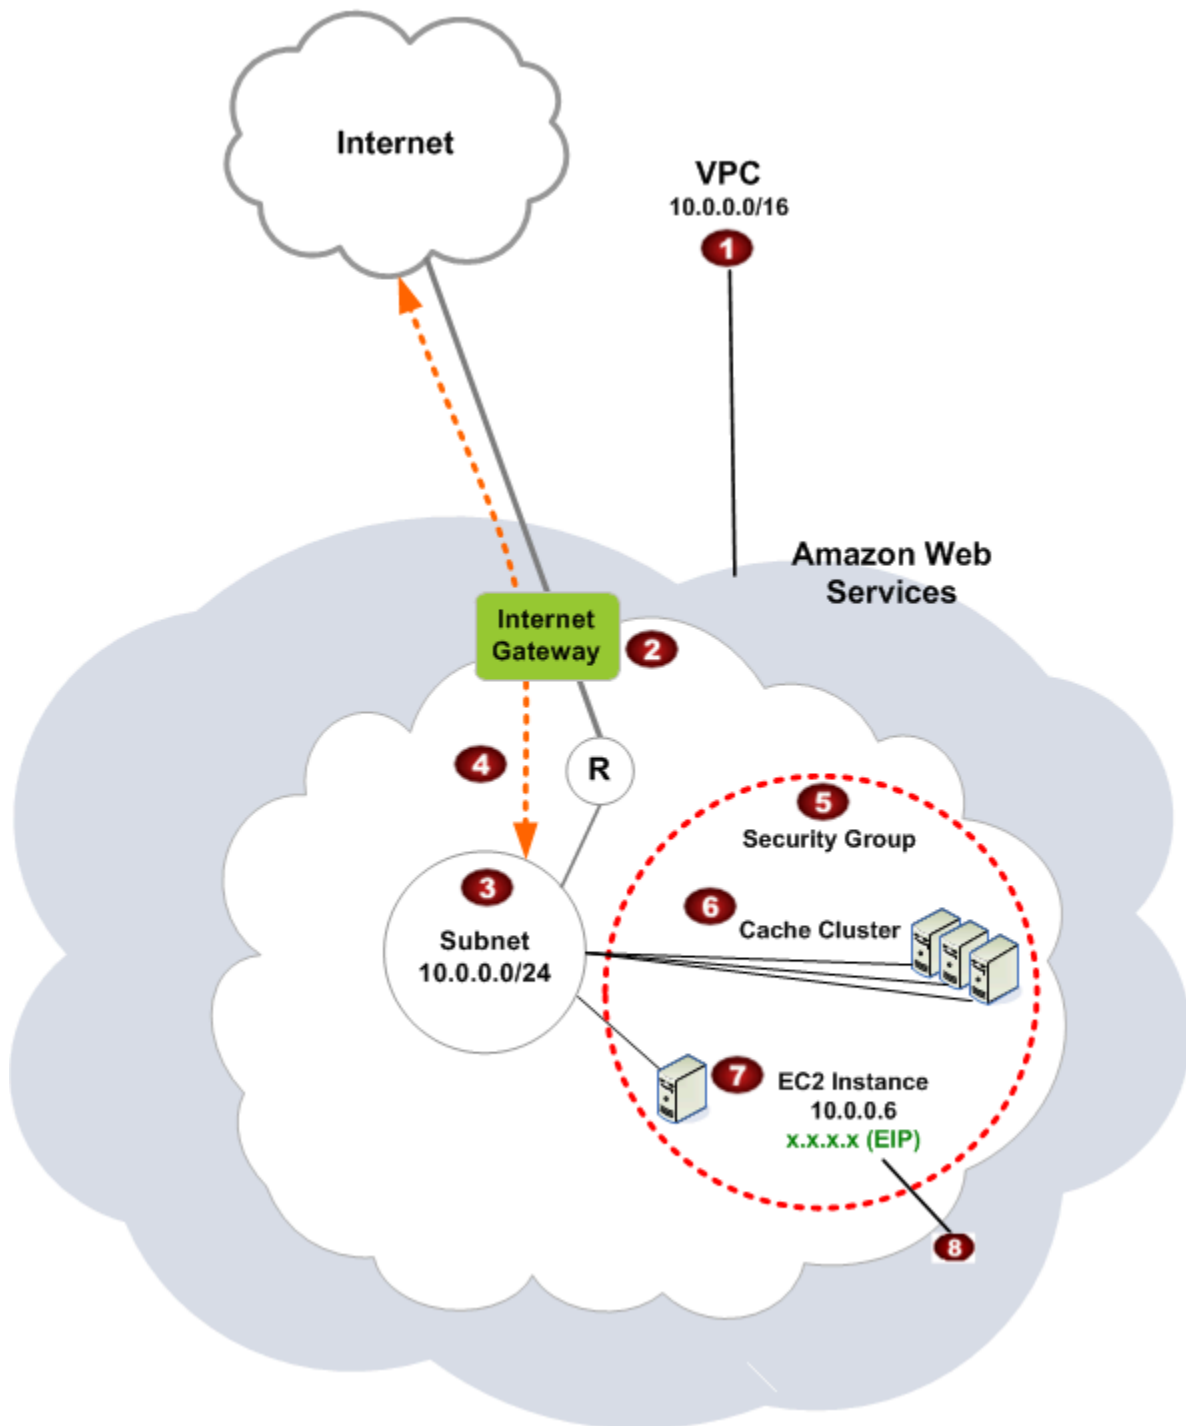 Internet
VPC
10.0.0.0/16
1
Amazon Web
Services
Internet
Gateway
2
4
R
5
Security Group
3
Subnet
10.0.0.0/24
6
Cache Cluster
7
EC2 Instance
10.0.0.6
x.x.x.x (EIP)
8